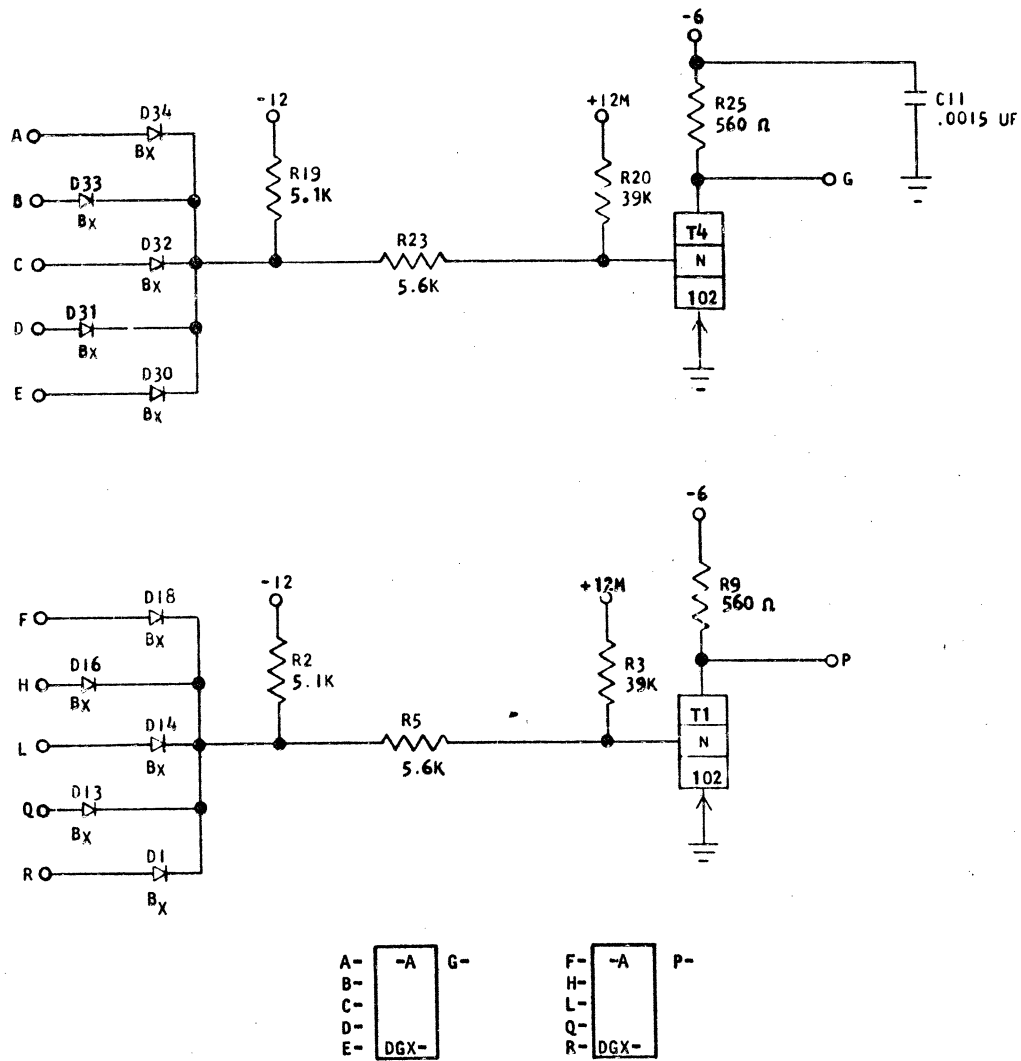 -6
D34
-12
+12M
R25
560 Ω
C11
.0015 UF
A
BX
D33
R19
5.1K
R20
39K
B
BX
G
D32
R23
T4
C
BX
5.6K
N
D31
102
D
BX
D30
E
BX
-6
D18
-12
+12M
R9
560 Ω
F
BX
D16
R2
5.1K
R3
39K
H
BX
P
D14
R5
T1
L
BX
5.6K
N
D13
102
Q
BX
D1
R
BX
A- -A G-
B-
C-
D-
E- DGX-
F- -A P-
H-
L-
Q-
R- DGX-